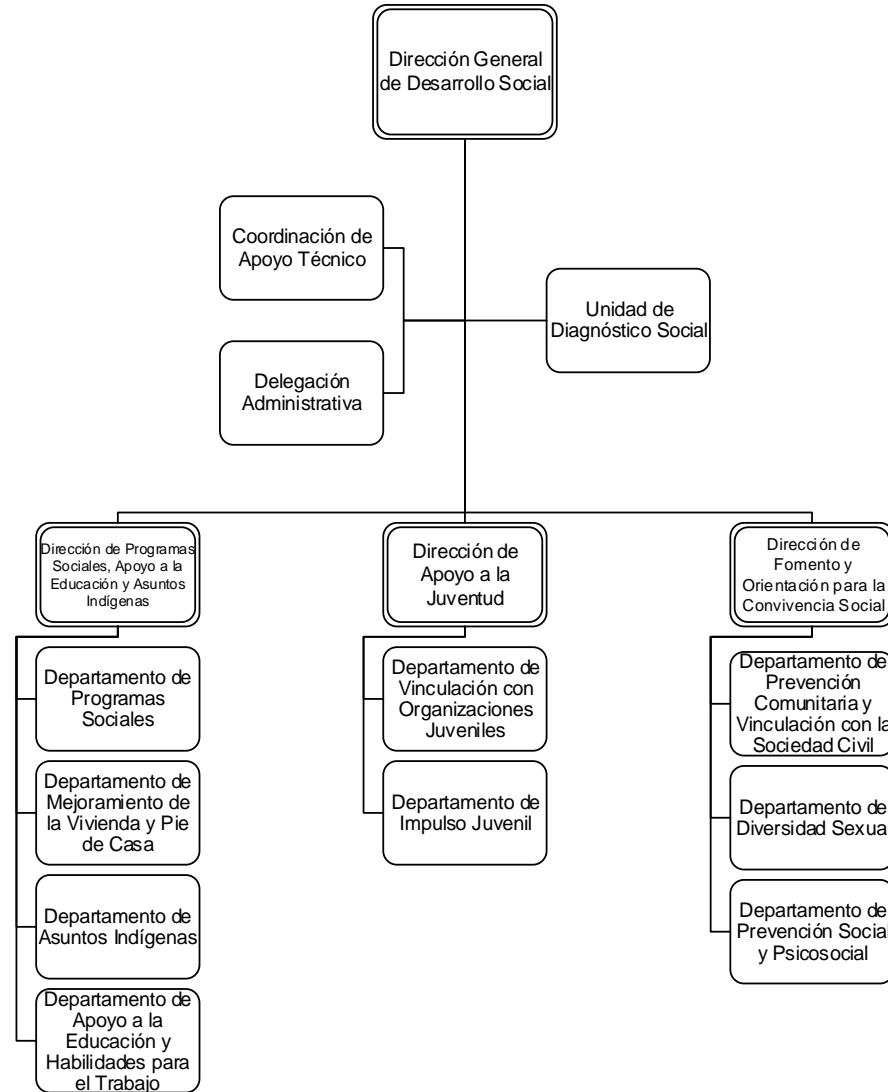 Dirección General
de Desarrollo Social
Coordinación de
Apoyo Técnico
Unidad de
Diagnóstico Social
Delegación
Administrativa
Dirección de Programas
Sociales, Apoyo a la
Educación y Asuntos
Indígenas
Departamento de
Programas
Sociales
Departamento de
Mejoramiento de
la Vivienda y Pie
de Casa
Departamento de
Asuntos Indígenas
Departamento de
Apoyo a la
Educación y
Habilidades para
el Trabajo
Dirección de
Apoyo a la
Juventud
Departamento de
Vinculación con
Organizaciones
Juveniles
Departamento de
Impulso Juvenil
Dirección de
Fomento y
Orientación para la
Convivencia Social
Departamento de
Prevención
Comunitaria y
Vinculación con la
Sociedad Civil
Departamento de
Diversidad Sexual
Departamento de
Prevención Social
y Psicosocial